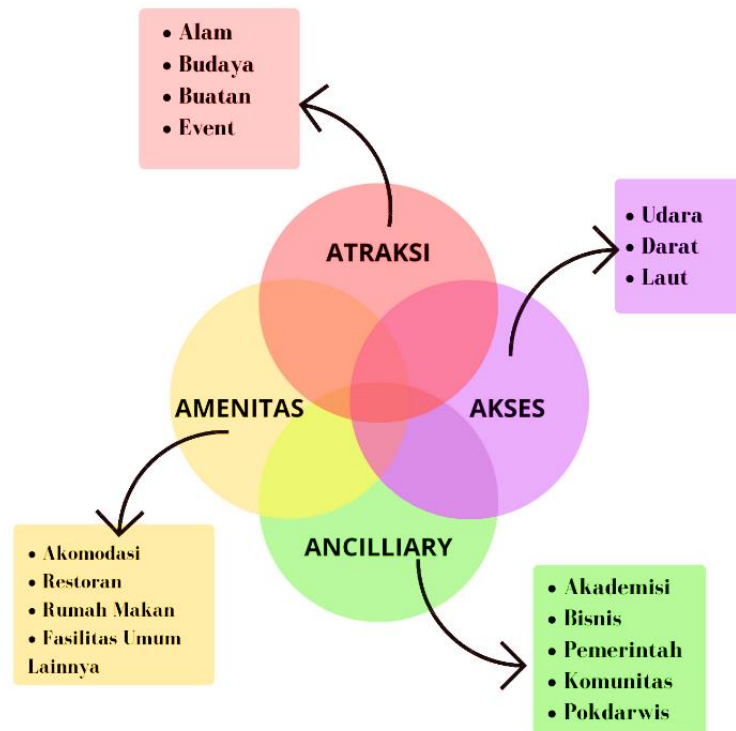 • Alam
• Budaya
• Buatan
• Event
• Udara
• Darat
• Laut
ATRAKSI
AMENITAS
AKSES
ANCILLIARY
• Akomodasi
• Restoran
• Rumah Makan
• Fasilitas Umum
Lainnya
• Akademisi
• Bisnis
• Pemerintah
• Komunitas
• Pokdarwis